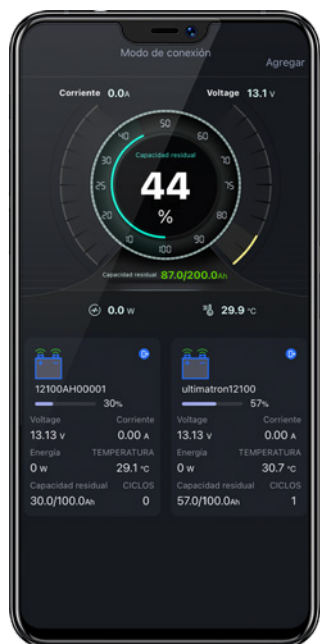 Modo de conexión
Agregar
Corriente 0.0A
Voltage 13.1 v
50
40 60
30 70
Capacidad residual
25 75
44
%
20 80
10 90
100
Capacidad residual 87.0/200.0Ah
0.0 w
29.9 °C
12100AH00001
30%
Voltage Corriente
13.13 v 0.00 A
Energía TEMPERATURA
0 w 29.1 °C
Capacidad residual CICLOS
30.0/100.0Ah 0
ultimatron12100
57%
Voltage Corriente
13.13 v 0.00 A
Energía TEMPERATURA
0 w 30.7 °C
Capacidad residual CICLOS
57.0/100.0Ah 1